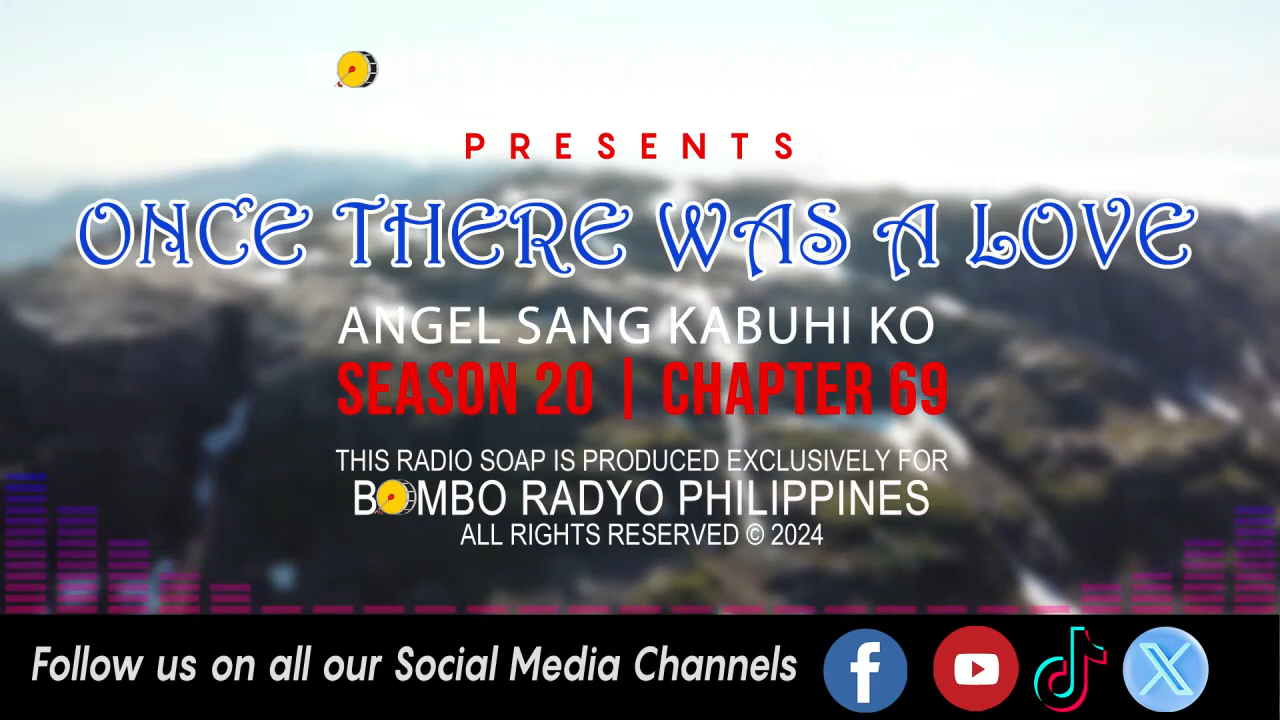 PRESENTS
ONCE THERE WAS A LOVE
ANGEL SANG KABUHI KO
SEASON 20 | CHAPTER 69
THIS RADIO SOAP IS PRODUCED EXCLUSIVELY FOR
BOMBO RADYO PHILIPPINES
ALL RIGHTS RESERVED © 2024
Follow us on all our Social Media Channels